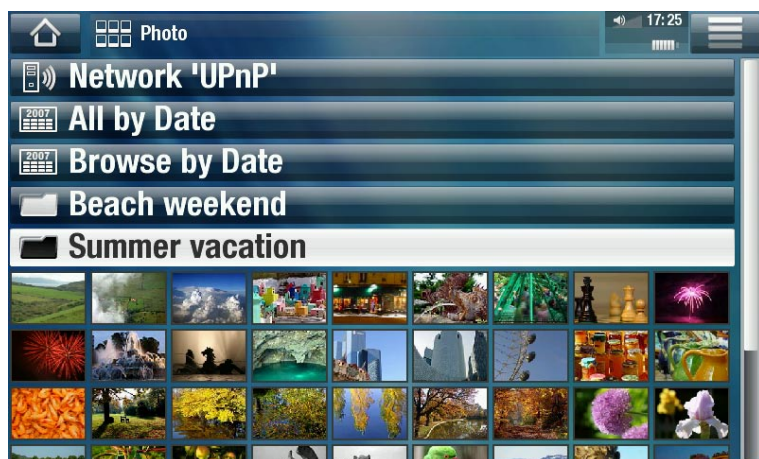 Photo
17:25
Network 'UPnP'
2007
All by Date
2007
Browse by Date
Beach weekend
Summer vacation